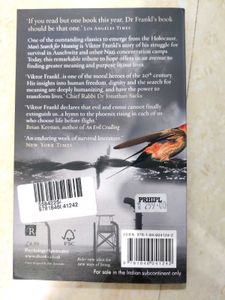 'If you read but one book this year, Dr Frankl's book
should be that one.' LOS ANGELES TIMES
One of the outstanding classics to emerge from the Holocaust,
Man's Search for Meaning is Viktor Frankl's story of his struggle for
survival in Auschwitz and other Nazi concentration camps.
Today, this remarkable tribute to hope offers us an avenue to
finding greater meaning and purpose in our lives.
'Viktor Frankl is one of the moral heroes of the 20th century.
His insights into human freedom, dignity and the search for
meaning are deeply humanising, and have the power to
transform lives.' Chief Rabbi Dr Jonathan Sacks
'Viktor Frankl declares that evil and ennui cannot finally
extinguish us, a hymn to the phoenix rising in each of us
who choose life before flight.'
Brian Keenan, author of An Evil Cradling
'An enduring work of survival literature.'
NEW YORK TIMES
9781846 41242
PRHIPL
₹ 299.00
R
FSC
For sale in the Indian subcontinent only